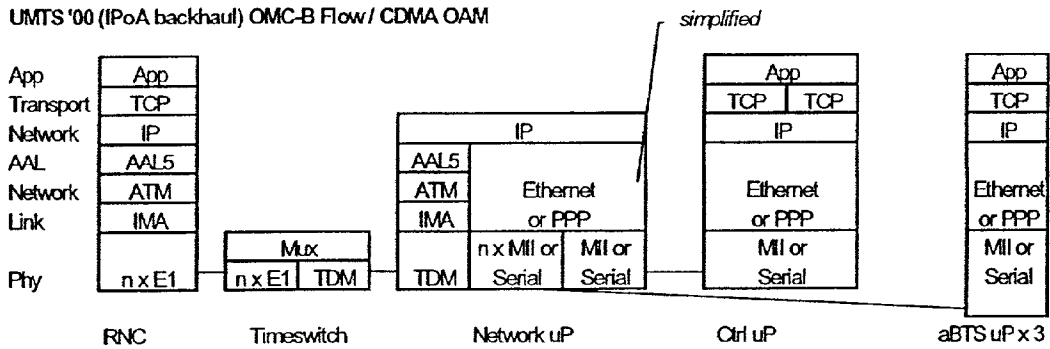 UMTS '00 (IPoA backhaul) OMC-B Flow / CDMA OAM
simplified
App App App App
Transport TCP TCP TCP TCP
Network IP IP IP IP
AAL AAL5 AAL5
Network ATM ATM Ethernet Ethernet Ethernet
Link IMA IMA or PPP or PPP or PPP
Mux n x MII or MII or MII or MII or
Phy n x E1 n x E1 TDM TDM Serial Serial Serial Serial
RNC Timeswitch Network uP Ctrl uP aBTS uP x 3